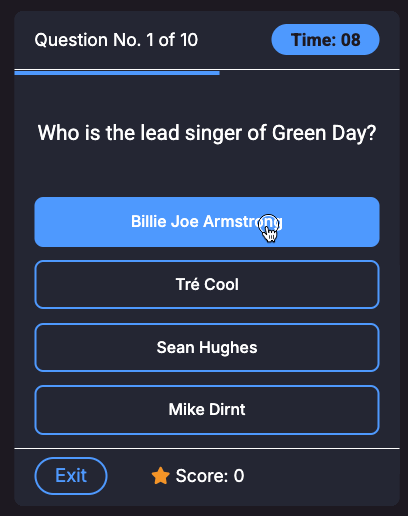 Question No. 1 of 10
Time: 08
Who is the lead singer of Green Day?
Billie Joe Armstrong
Tré Cool
Sean Hughes
Mike Dirnt
Exit
Score: 0